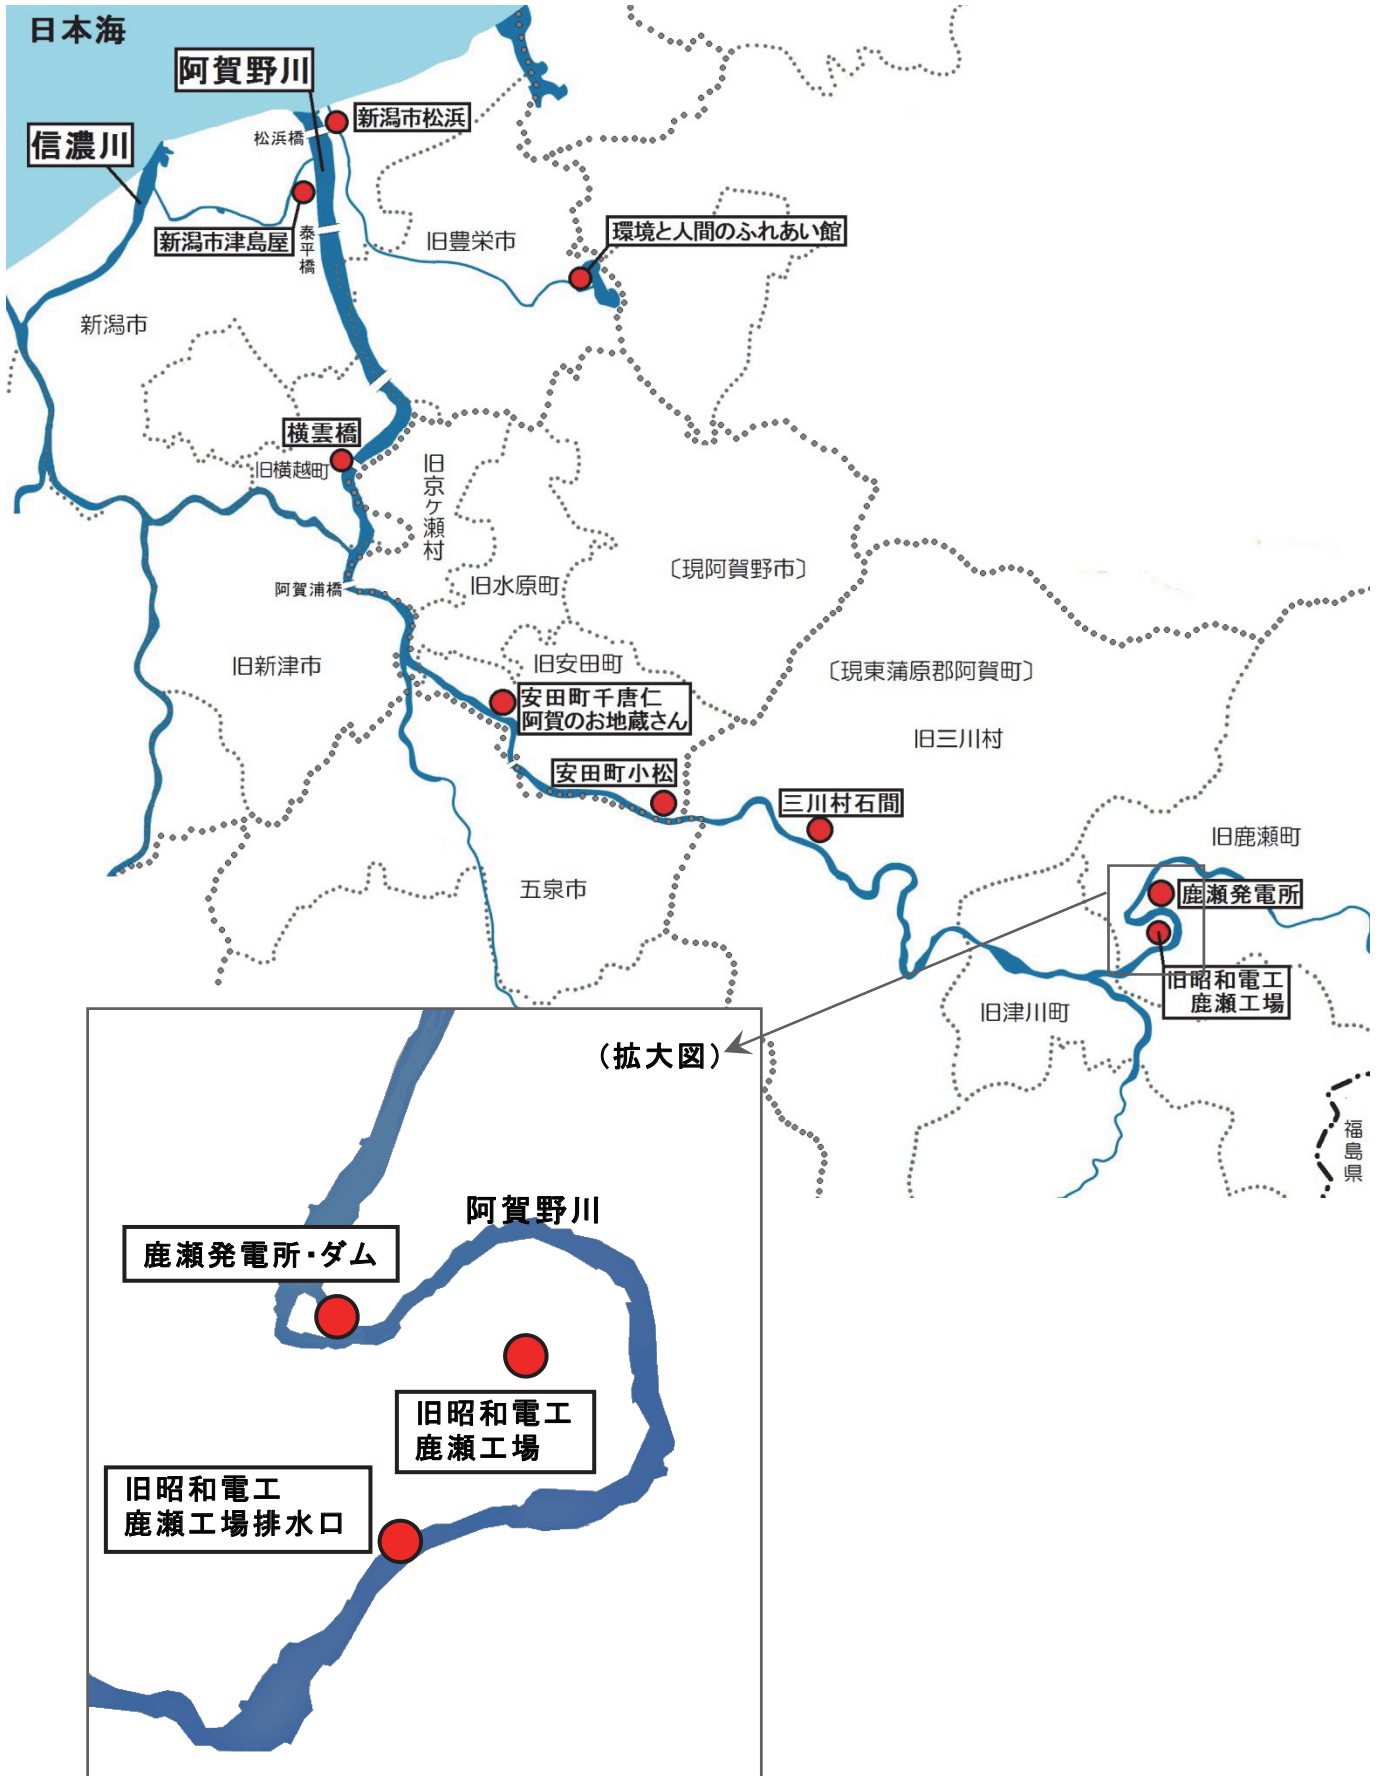 日本海
阿賀野川
新潟市松浜
松浜橋
信濃川
新潟市津島屋
泰平橋
旧豊栄市
環境と人間のふれあい館
新潟市
横雲橋
旧横越町
旧京ヶ瀬村
阿賀浦橋
旧水原町
〔現阿賀野市〕
旧新津市
旧安田町
〔現東蒲原郡阿賀町〕
安田町千唐仁
阿賀のお地蔵さん
旧三川村
安田町小松
三川村石間
旧鹿瀬町
五泉市
鹿瀬発電所
旧昭和電工
鹿瀬工場
旧津川町
福島県
（拡大図）
阿賀野川
鹿瀬発電所・ダム
旧昭和電工
鹿瀬工場
旧昭和電工
鹿瀬工場排水口